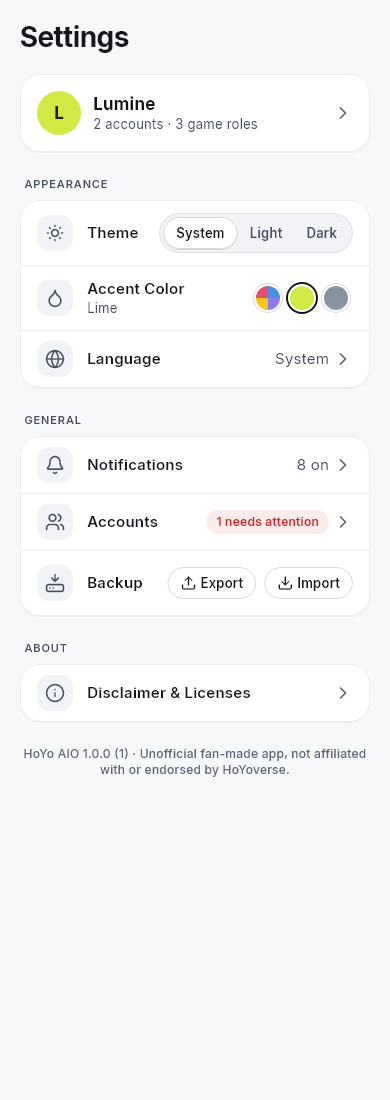 Settings
L
Lumine
2 accounts · 3 game roles
APPEARANCE
Theme
System Light Dark
Accent Color
Lime
Language
System
GENERAL
Notifications
8 on
Accounts
1 needs attention
Backup
Export
Import
ABOUT
Disclaimer & Licenses
HoYo AIO 1.0.0 (1) · Unofficial fan-made app, not affiliated
with or endorsed by HoYoverse.